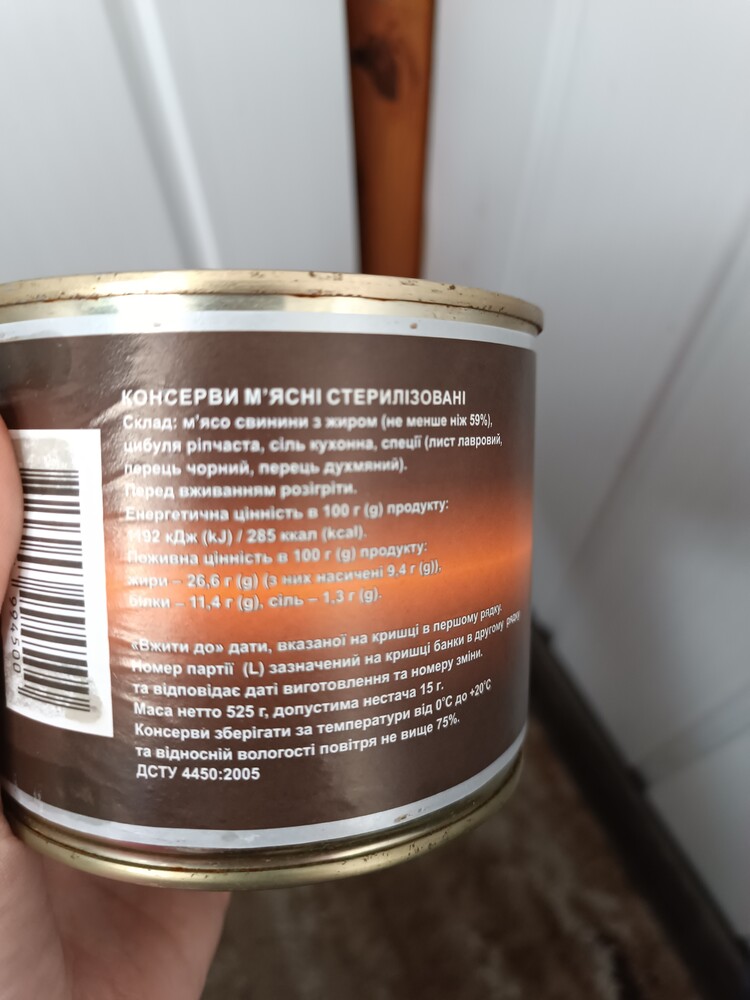 КОНСЕРВИ М'ЯСНІ СТЕРИЛІЗОВАНІ
Склад: м'ясо свинини з жиром (не менше ніж 59%),
цибуля ріпчаста, сіль кухонна, спеції (лист лавровий,
перець чорний, перець духмяний).
Перед вживанням розігріти.
Енергетична цінність в 100 г (g) продукту:
1192 кДж (kJ) / 285 ккал (kcal).
Поживна цінність в 100 г (g) продукту:
жири – 26,6 г (g) (з них насичені 9,4 г (g)).
білки – 11,4 г (g), сіль – 1,3 г (g).
«Вжити до» дати, вказаної на кришці в першому рядку.
Номер партії (L) зазначений на кришці банки в другому рядку
та відповідає даті виготовлення та номеру зміни.
Маса нетто 525 г, допустима нестача 15 г.
Консерви зберігати за температури від 0°С до +20°С
та відносній вологості повітря не вище 75%.
ДСТУ 4450:2005
994500